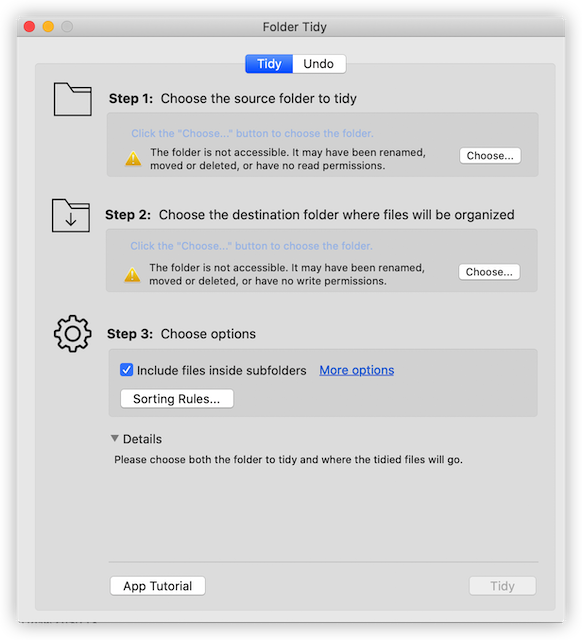 Folder Tidy
Tidy Undo
Step 1: Choose the source folder to tidy
Click the "Choose..." button to choose the folder.
The folder is not accessible. It may have been renamed,
moved or deleted, or have no read permissions.
Choose...
Step 2: Choose the destination folder where files will be organized
Click the "Choose..." button to choose the folder.
The folder is not accessible. It may have been renamed,
moved or deleted, or have no write permissions.
Choose...
Step 3: Choose options
Include files inside subfolders More options
Sorting Rules...
Details
Please choose both the folder to tidy and where the tidied files will go.
App Tutorial Tidy